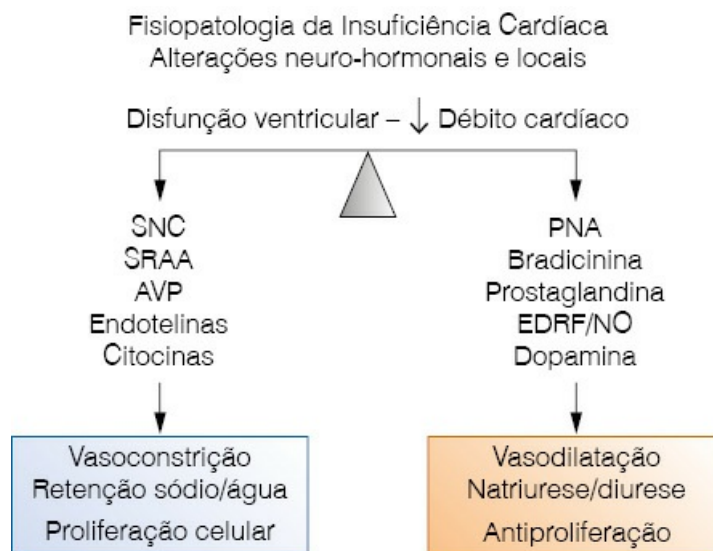 Fisiopatologia da Insuficiência Cardíaca
Alterações neuro-hormonais e locais
Disfunção ventricular – ↓ Débito cardíaco
SNC
SRAA
AVP
Endotelinas
Citocinas
PNA
Bradicinina
Prostaglandina
EDRF/NO
Dopamina
Vasoconstrição
Retenção sódio/água
Proliferação celular
Vasodilatação
Natriurese/diurese
Antiproliferação